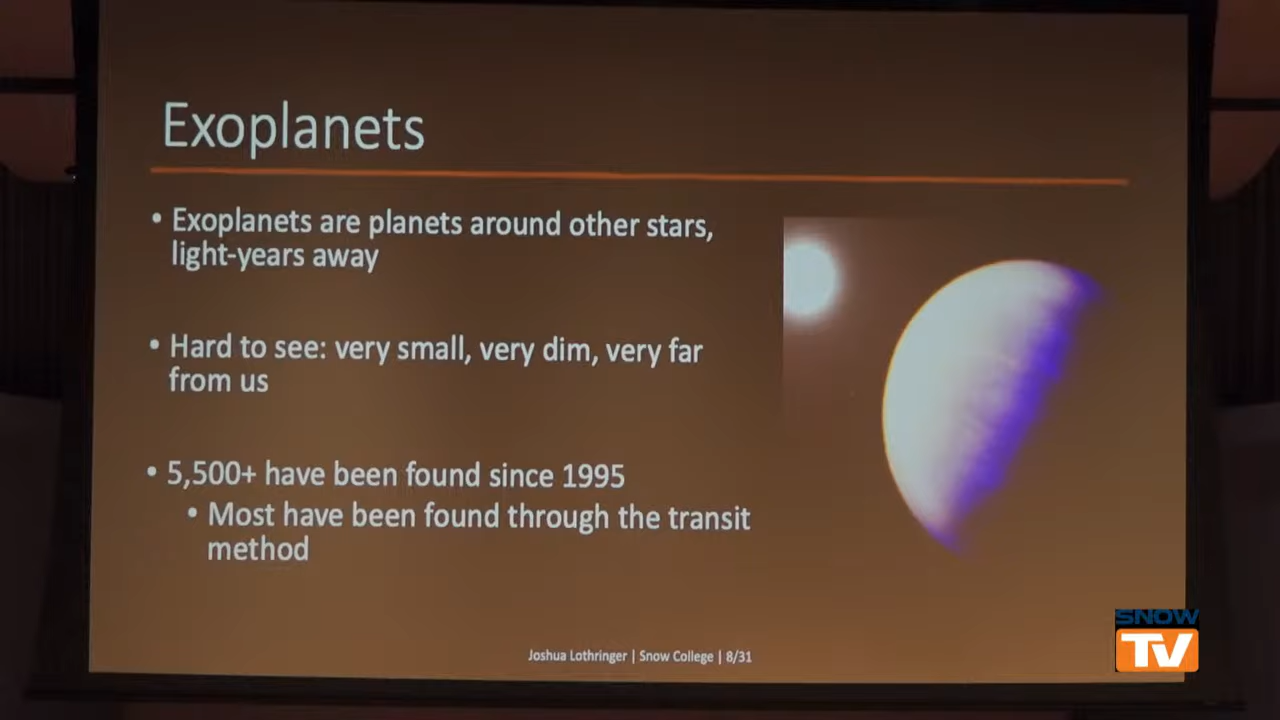 Exoplanets
• Exoplanets are planets around other stars,
light-years away
• Hard to see: very small, very dim, very far
from us
• 5,500+ have been found since 1995
• Most have been found through the transit
method
Joshua Lothringer | Snow College | 8/31
SNOW
TV